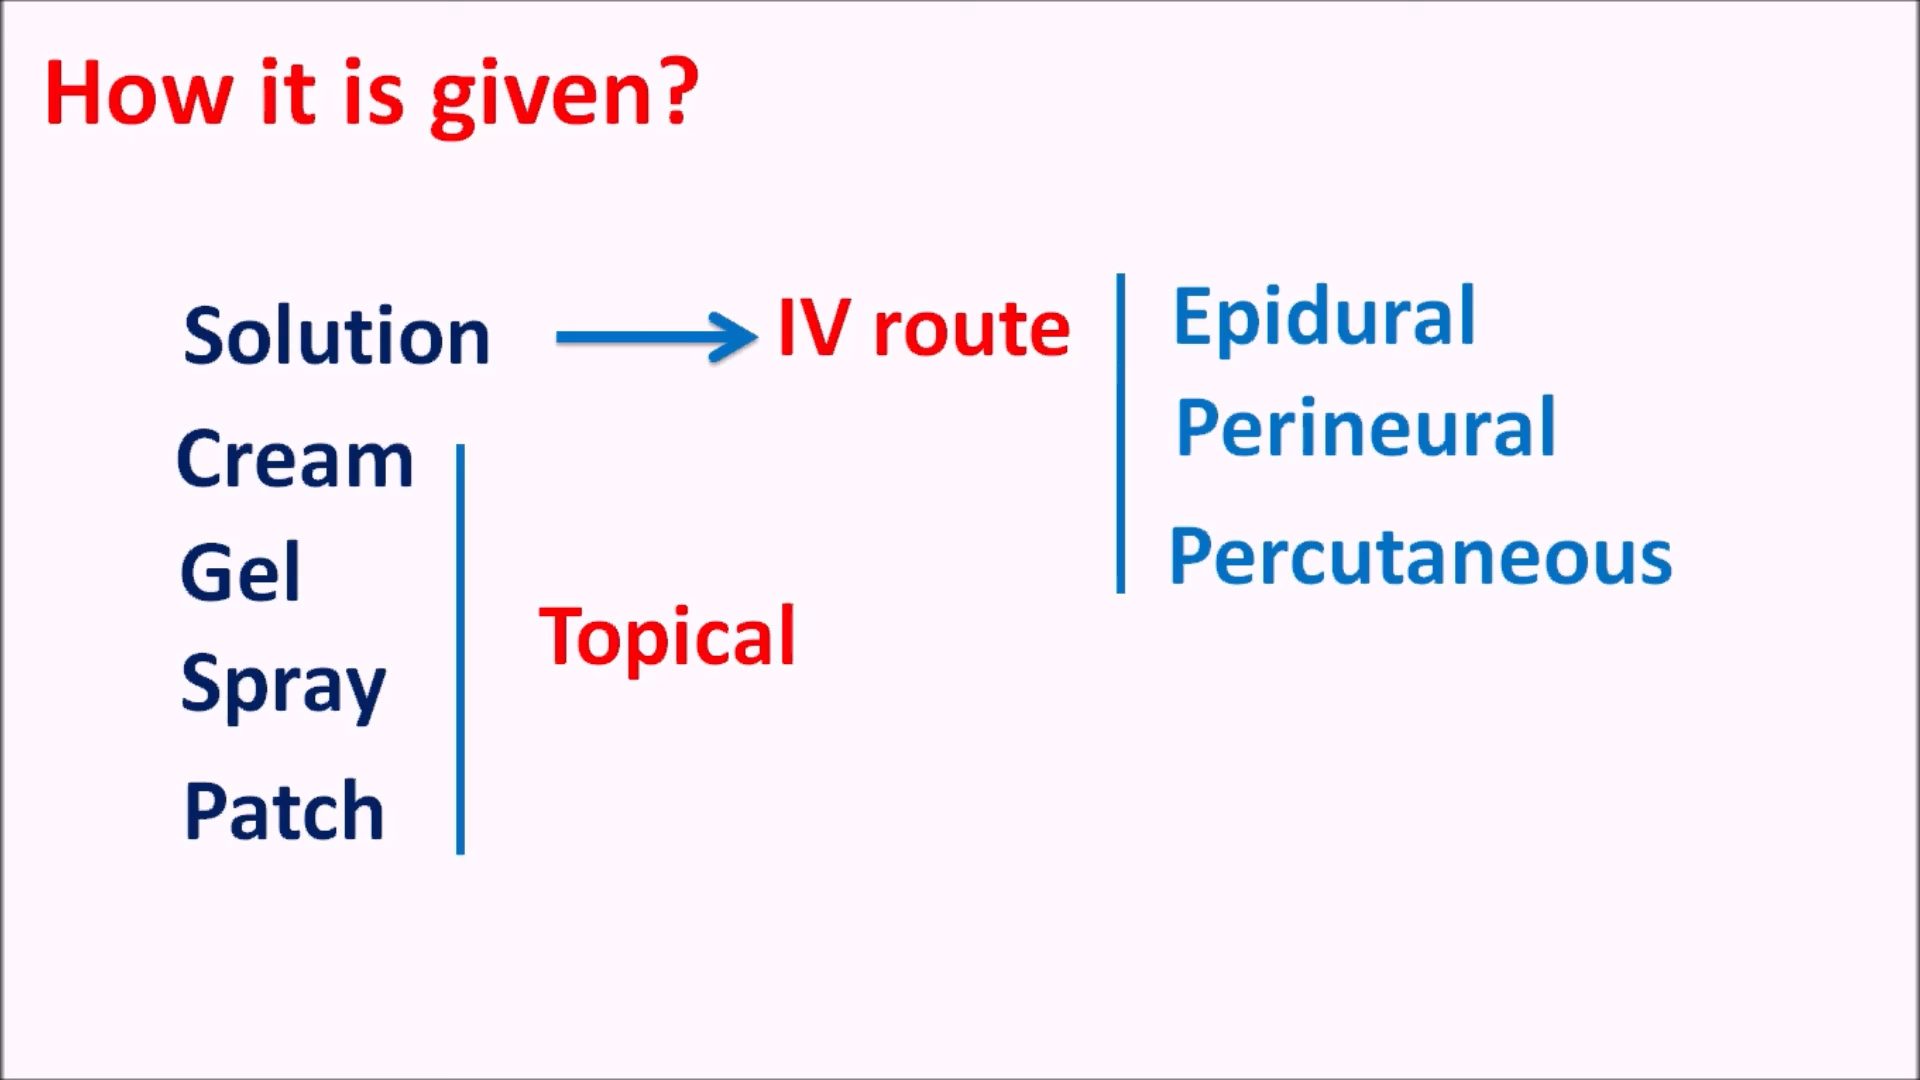 How it is given?
Solution
IV route
Epidural
Perineural
Percutaneous
Cream
Gel
Spray
Patch
Topical